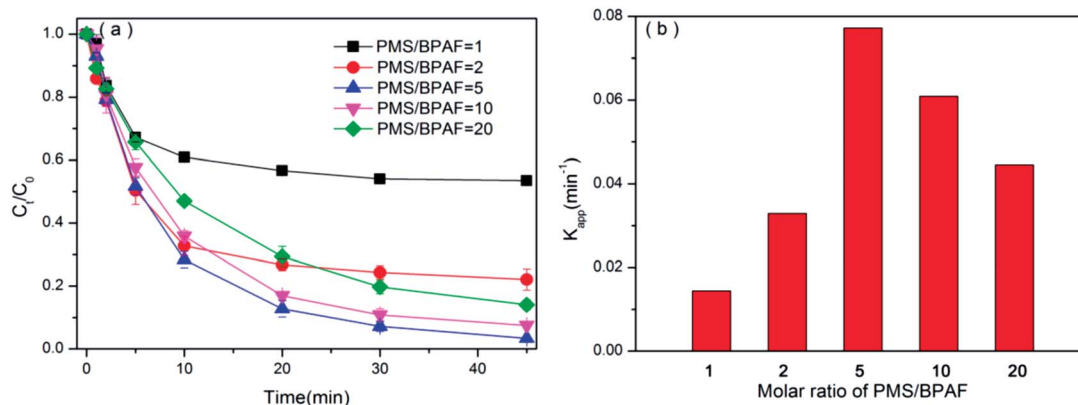 ( a )
PMS/BPAF=1
PMS/BPAF=2
PMS/BPAF=5
PMS/BPAF=10
PMS/BPAF=20
1.0
0.8
0.6
0.4
0.2
0.0
Ct/C0
0
10
20
30
40
Time(min)
( b )
0.08
0.06
0.04
0.02
0.00
Kapp(min-1)
1
2
5
10
20
Molar ratio of PMS/BPAF